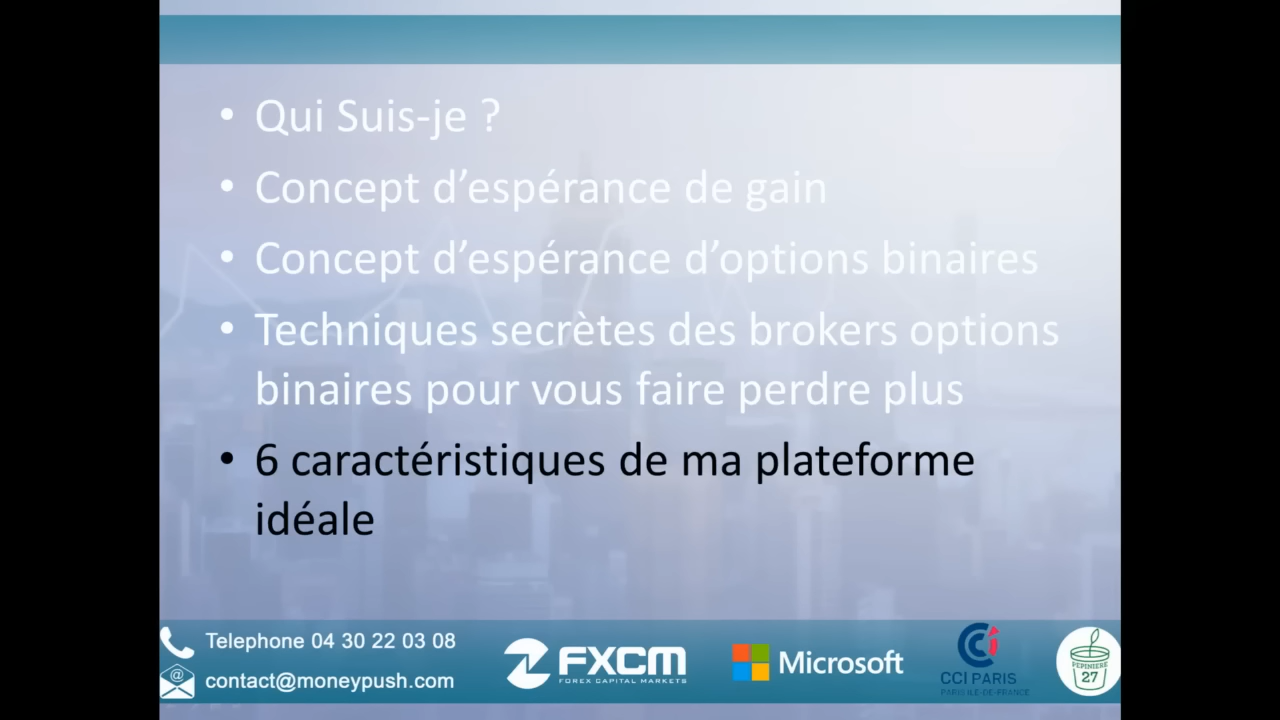 • Qui Suis-je ?
• Concept d’espérance de gain
• Concept d’espérance d’options binaires
• Techniques secrètes des brokers options
binaires pour vous faire perdre plus
• 6 caractéristiques de ma plateforme
idéale
Telephone 04 30 22 03 08
contact@moneypush.com
FXCM
FOREX CAPITAL MARKETS
Microsoft
CCI PARIS
PARIS ILE-DE-FRANCE
PEPINIERE
27